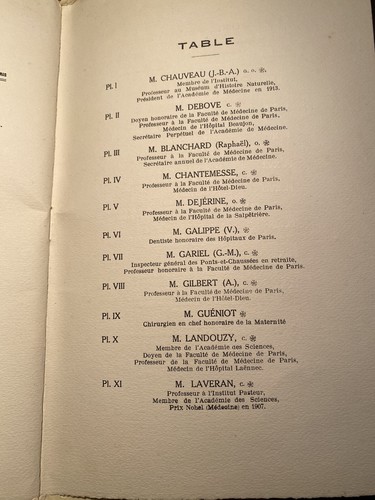 TABLE
Pl. I M. CHAUVEAU (J.-B.-A.) G. O. ❀,
Membre de l'Institut,
Professeur au Muséum d'Histoire Naturelle,
Président de l'Académie de Médecine en 1913.
Pl. II M. DEBOVE C. ❀
Doyen honoraire de la Faculté de Médecine de Paris,
Professeur à la Faculté de Médecine de Paris,
Médecin de l'Hôpital Beaujon,
Secrétaire Perpétuel de l'Académie de Médecine.
Pl. III M. BLANCHARD (Raphaël), O. ❀
Professeur à la Faculté de Médecine de Paris,
Secrétaire annuel de l'Académie de Médecine.
Pl. IV M. CHANTEMESSE, C. ❀
Professeur à la Faculté de Médecine de Paris,
Médecin de l'Hôtel-Dieu.
Pl. V M. DEJÉRINE, O. ❀
Professeur à la Faculté de Médecine de Paris,
Médecin de l'Hôpital de la Salpêtrière.
Pl. VI M. GALIPPE (V.), ❀
Dentiste honoraire des Hôpitaux de Paris.
Pl. VII M. GARIEL (G.-M.), C. ❀
Inspecteur général des Ponts-et-Chaussées en retraite,
Professeur honoraire à la Faculté de Médecine de Paris.
Pl. VIII M. GILBERT (A.), C. ❀
Professeur à la Faculté de Médecine de Paris,
Médecin de l'Hôtel-Dieu.
Pl. IX M. GUÉNIOT ❀
Chirurgien en chef honoraire de la Maternité
Pl. X M. LANDOUZY, C. ❀
Membre de l'Académie des Sciences,
Doyen de la Faculté de Médecine de Paris,
Professeur de la Faculté de Médecine de Paris,
Médecin de l'Hôpital Laënnec.
Pl. XI M. LAVERAN, C. ❀
Professeur à l'Institut Pasteur,
Membre de l'Académie des Sciences,
Prix Nobel (Médecine) en 1907.